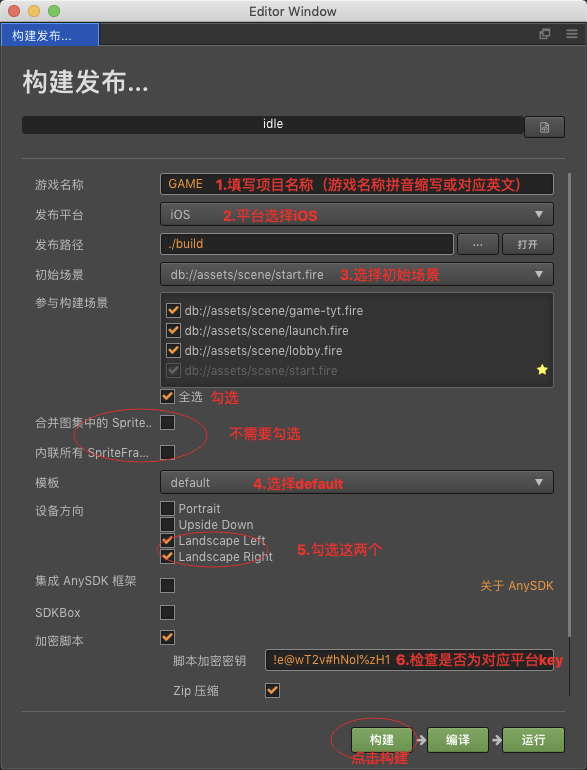 Editor Window
构建发布...
构建发布...
idle
游戏名称 GAME 1.填写项目名称（游戏名称拼音缩写或对应英文）
发布平台 iOS 2.平台选择iOS
发布路径 ./build ... 打开
初始场景 db://assets/scene/start.fire 3.选择初始场景
参与构建场景
db://assets/scene/game-tyt.fire
db://assets/scene/launch.fire
db://assets/scene/lobby.fire
db://assets/scene/start.fire
全选 勾选
合并图集中的 Sprite..
不需要勾选
内联所有 SpriteFra...
模板 default 4.选择default
设备方向 Portrait
Upside Down
Landscape Left
Landscape Right 5.勾选这两个
集成 AnySDK 框架 关于 AnySDK
SDKBox
加密脚本
脚本加密密钥 !e@wT2v#hNol%zH1 6.检查是否为对应平台key
Zip 压缩
构建 编译 运行
点击构建